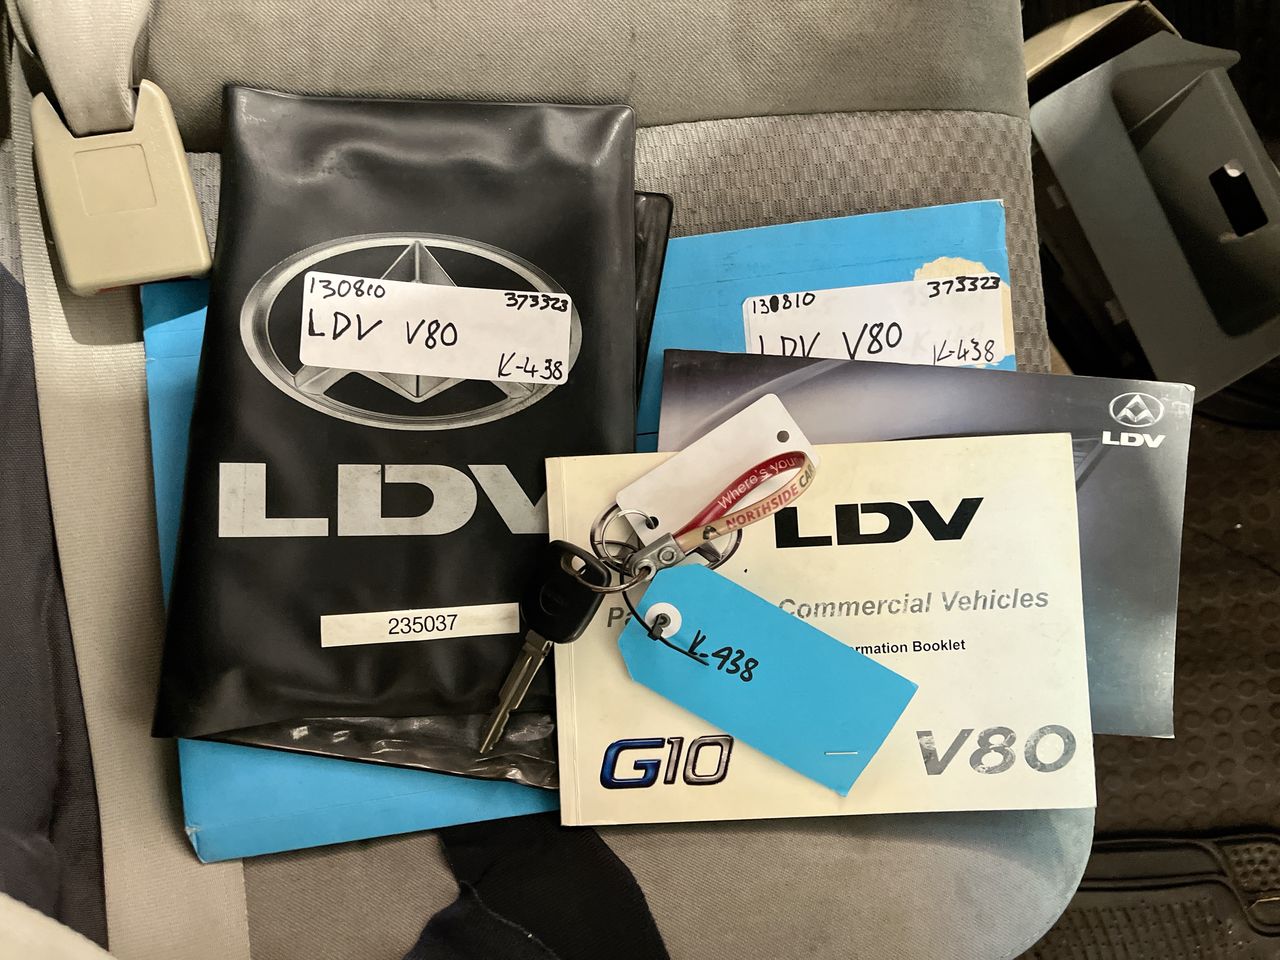 130810
373323
LDV V80
K-438
LDV
235037
130810
373323
LDV V80
K-438
LDV
Where's your
NORTHSIDE
LDV
Commercial Vehicles
Booklet
K-438
G10
V80